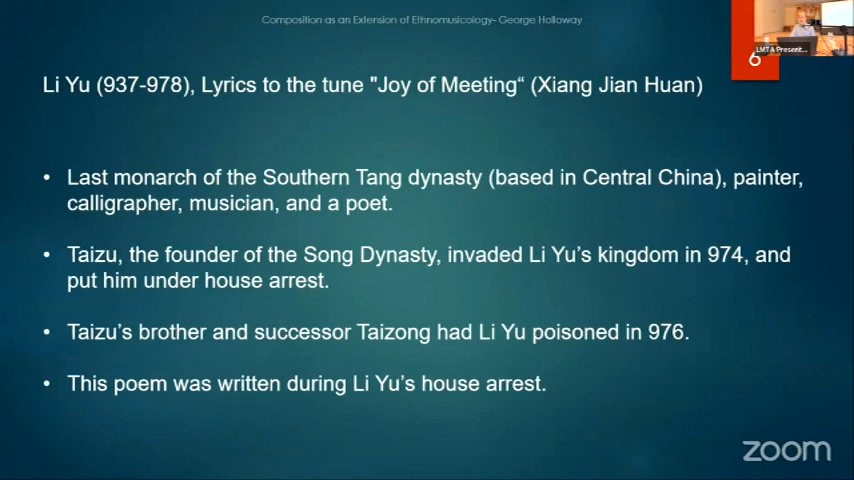 Composition as an Extension of Ethnomusicology- George Holloway
LMTA Present...
6
Li Yu (937-978), Lyrics to the tune "Joy of Meeting“ (Xiang Jian Huan)
• Last monarch of the Southern Tang dynasty (based in Central China), painter,
calligrapher, musician, and a poet.
• Taizu, the founder of the Song Dynasty, invaded Li Yu’s kingdom in 974, and
put him under house arrest.
• Taizu’s brother and successor Taizong had Li Yu poisoned in 976.
• This poem was written during Li Yu’s house arrest.
zoom